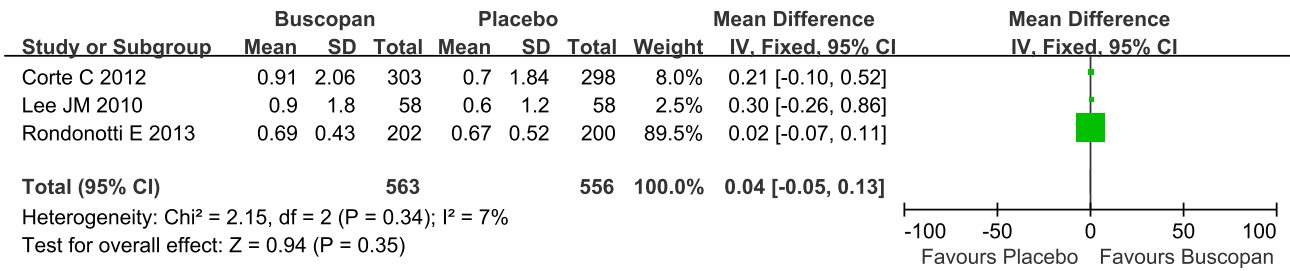 Buscopan Placebo Mean Difference Mean Difference
Study or Subgroup Mean SD Total Mean SD Total Weight IV, Fixed, 95% CI IV, Fixed, 95% CI
Corte C 2012 0.91 2.06 303 0.7 1.84 298 8.0% 0.21 [-0.10, 0.52]
Lee JM 2010 0.9 1.8 58 0.6 1.2 58 2.5% 0.30 [-0.26, 0.86]
Rondonotti E 2013 0.69 0.43 202 0.67 0.52 200 89.5% 0.02 [-0.07, 0.11]
Total (95% CI) 563 556 100.0% 0.04 [-0.05, 0.13]
Heterogeneity: Chi² = 2.15, df = 2 (P = 0.34); I² = 7%
Test for overall effect: Z = 0.94 (P = 0.35)
-100 -50 0 50 100
Favours Placebo Favours Buscopan